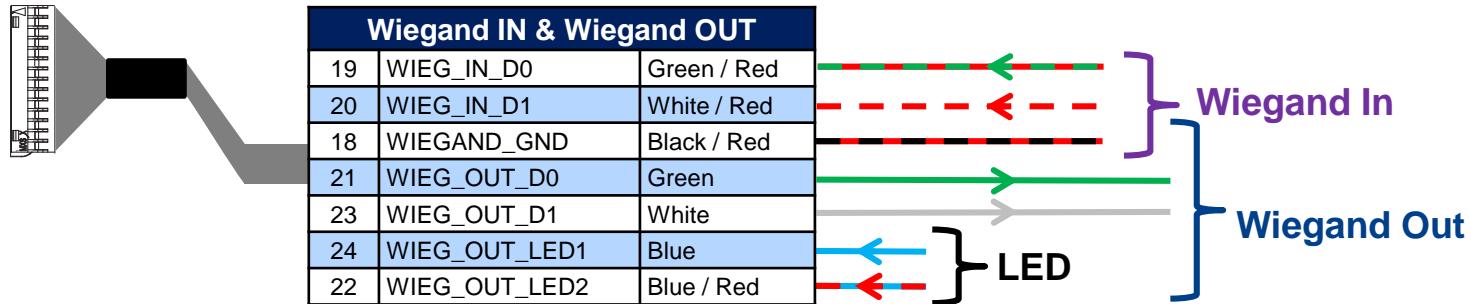 Wiegand IN & Wiegand OUT
19 WIEG_IN_D0 Green / Red
20 WIEG_IN_D1 White / Red
18 WIEGAND_GND Black / Red
21 WIEG_OUT_D0 Green
23 WIEG_OUT_D1 White
24 WIEG_OUT_LED1 Blue
22 WIEG_OUT_LED2 Blue / Red
Wiegand In
Wiegand Out
LED